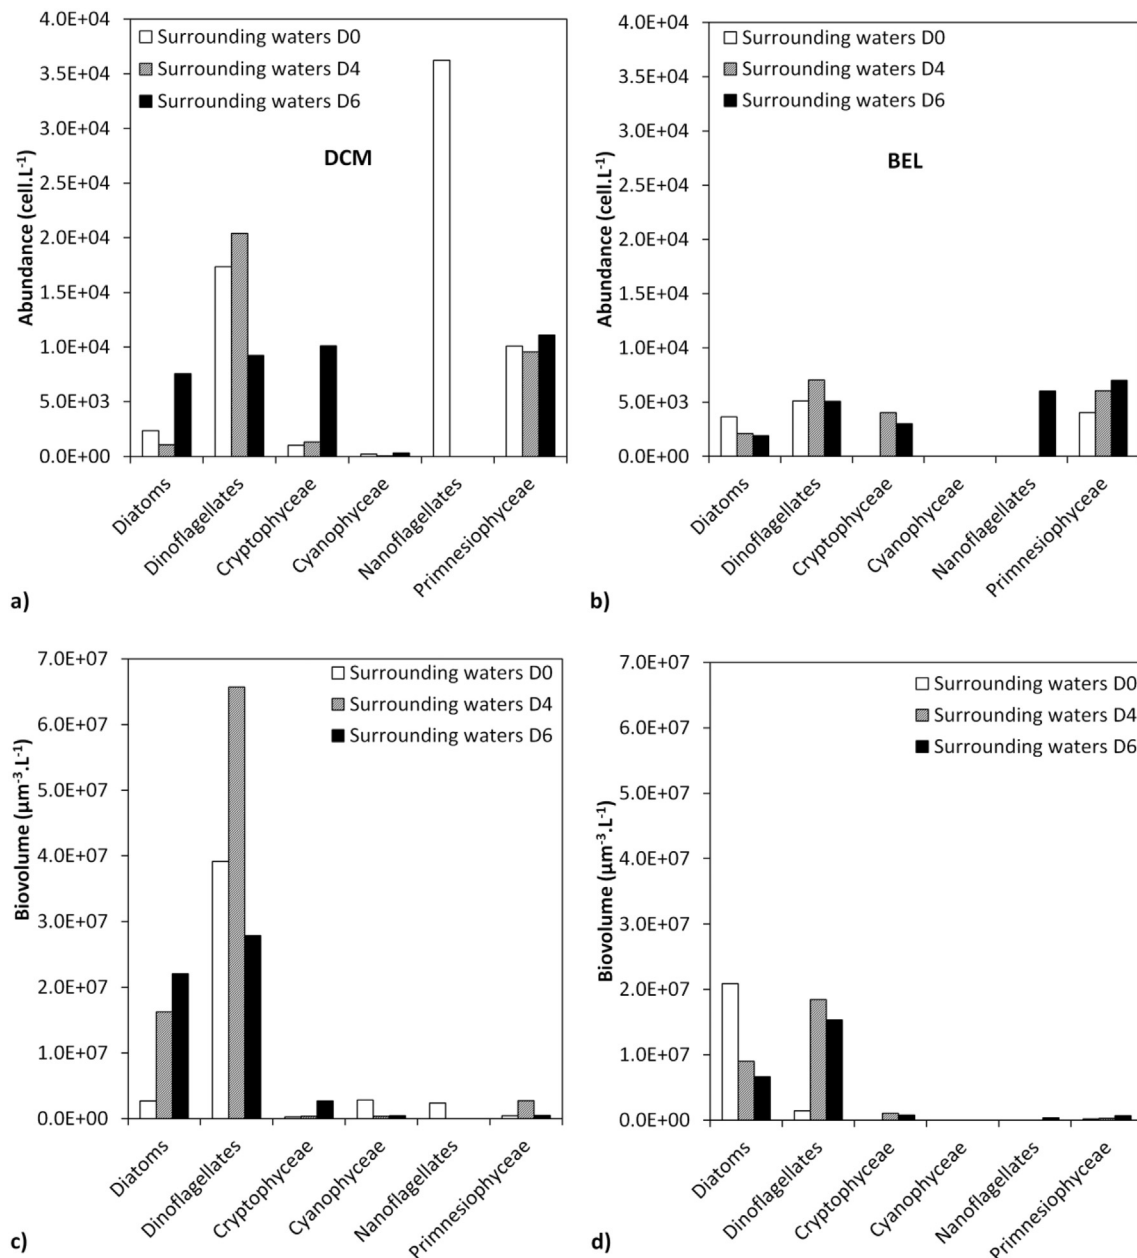 4.0E+04
3.5E+04
3.0E+04
2.5E+04
2.0E+04
1.5E+04
1.0E+04
5.0E+03
0.0E+00
Abundance (cell.L⁻¹)
Surrounding waters D0
Surrounding waters D4
Surrounding waters D6
DCM
Diatoms
Dinoflagellates
Cryptophyceae
Cyanophyceae
Nanoflagellates
Primnesiophyceae
a)
4.0E+04
3.5E+04
3.0E+04
2.5E+04
2.0E+04
1.5E+04
1.0E+04
5.0E+03
0.0E+00
Abundance (cell.L⁻¹)
Surrounding waters D0
Surrounding waters D4
Surrounding waters D6
BEL
Diatoms
Dinoflagellates
Cryptophyceae
Cyanophyceae
Nanoflagellates
Primnesiophyceae
b)
7.0E+07
6.0E+07
5.0E+07
4.0E+07
3.0E+07
2.0E+07
1.0E+07
0.0E+00
Biovolume (µm⁻³.L⁻¹)
Surrounding waters D0
Surrounding waters D4
Surrounding waters D6
Diatoms
Dinoflagellates
Cryptophyceae
Cyanophyceae
Nanoflagellates
Primnesiophyceae
c)
7.0E+07
6.0E+07
5.0E+07
4.0E+07
3.0E+07
2.0E+07
1.0E+07
0.0E+00
Biovolume (µm⁻³.L⁻¹)
Surrounding waters D0
Surrounding waters D4
Surrounding waters D6
Diatoms
Dinoflagellates
Cryptophyceae
Cyanophyceae
Nanoflagellates
Primnesiophyceae
d)